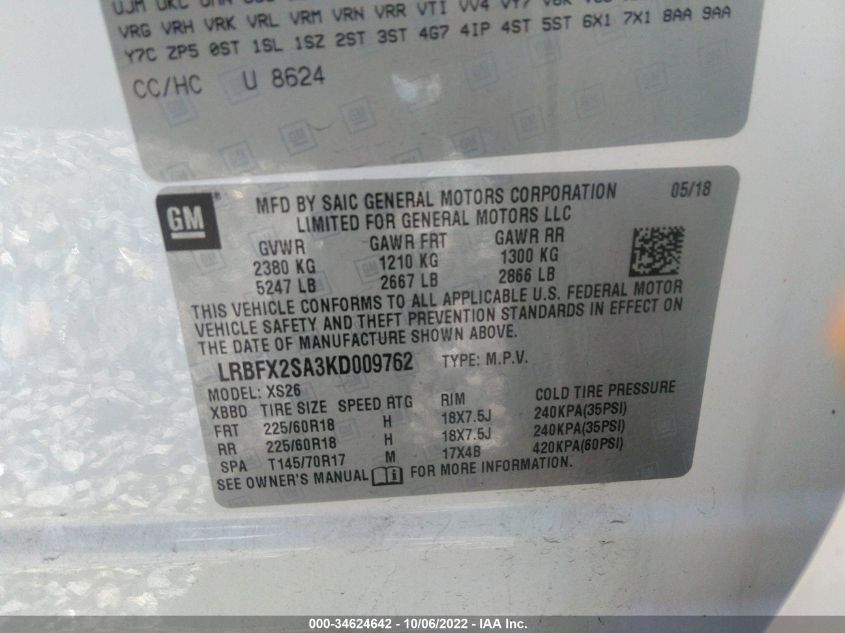 VRG VRH VRK VRL VRM VRN VRR VTI VV4 VY7
Y7C ZP5 0ST 1SL 1SZ 2ST 3ST 4G7 4IP 4ST 5ST 6X1 7X1 8AA 9AA
CC/HC U 8624
GM
MFD BY SAIC GENERAL MOTORS CORPORATION 05/18
LIMITED FOR GENERAL MOTORS LLC
GVWR GAWR FRT GAWR RR
2380 KG 1210 KG 1300 KG
5247 LB 2667 LB 2866 LB
THIS VEHICLE CONFORMS TO ALL APPLICABLE U.S. FEDERAL MOTOR
VEHICLE SAFETY AND THEFT PREVENTION STANDARDS IN EFFECT ON
THE DATE OF MANUFACTURE SHOWN ABOVE.
LRBFX2SA3KD009762 TYPE: M.P.V.
MODEL: XS26
XBBD TIRE SIZE SPEED RTG RIM COLD TIRE PRESSURE
FRT 225/60R18 H 18X7.5J 240KPA(35PSI)
RR 225/60R18 H 18X7.5J 240KPA(35PSI)
SPA T145/70R17 M 17X4B 420KPA(60PSI)
SEE OWNER'S MANUAL FOR MORE INFORMATION.
000-34624642 - 10/06/2022 - IAA Inc.